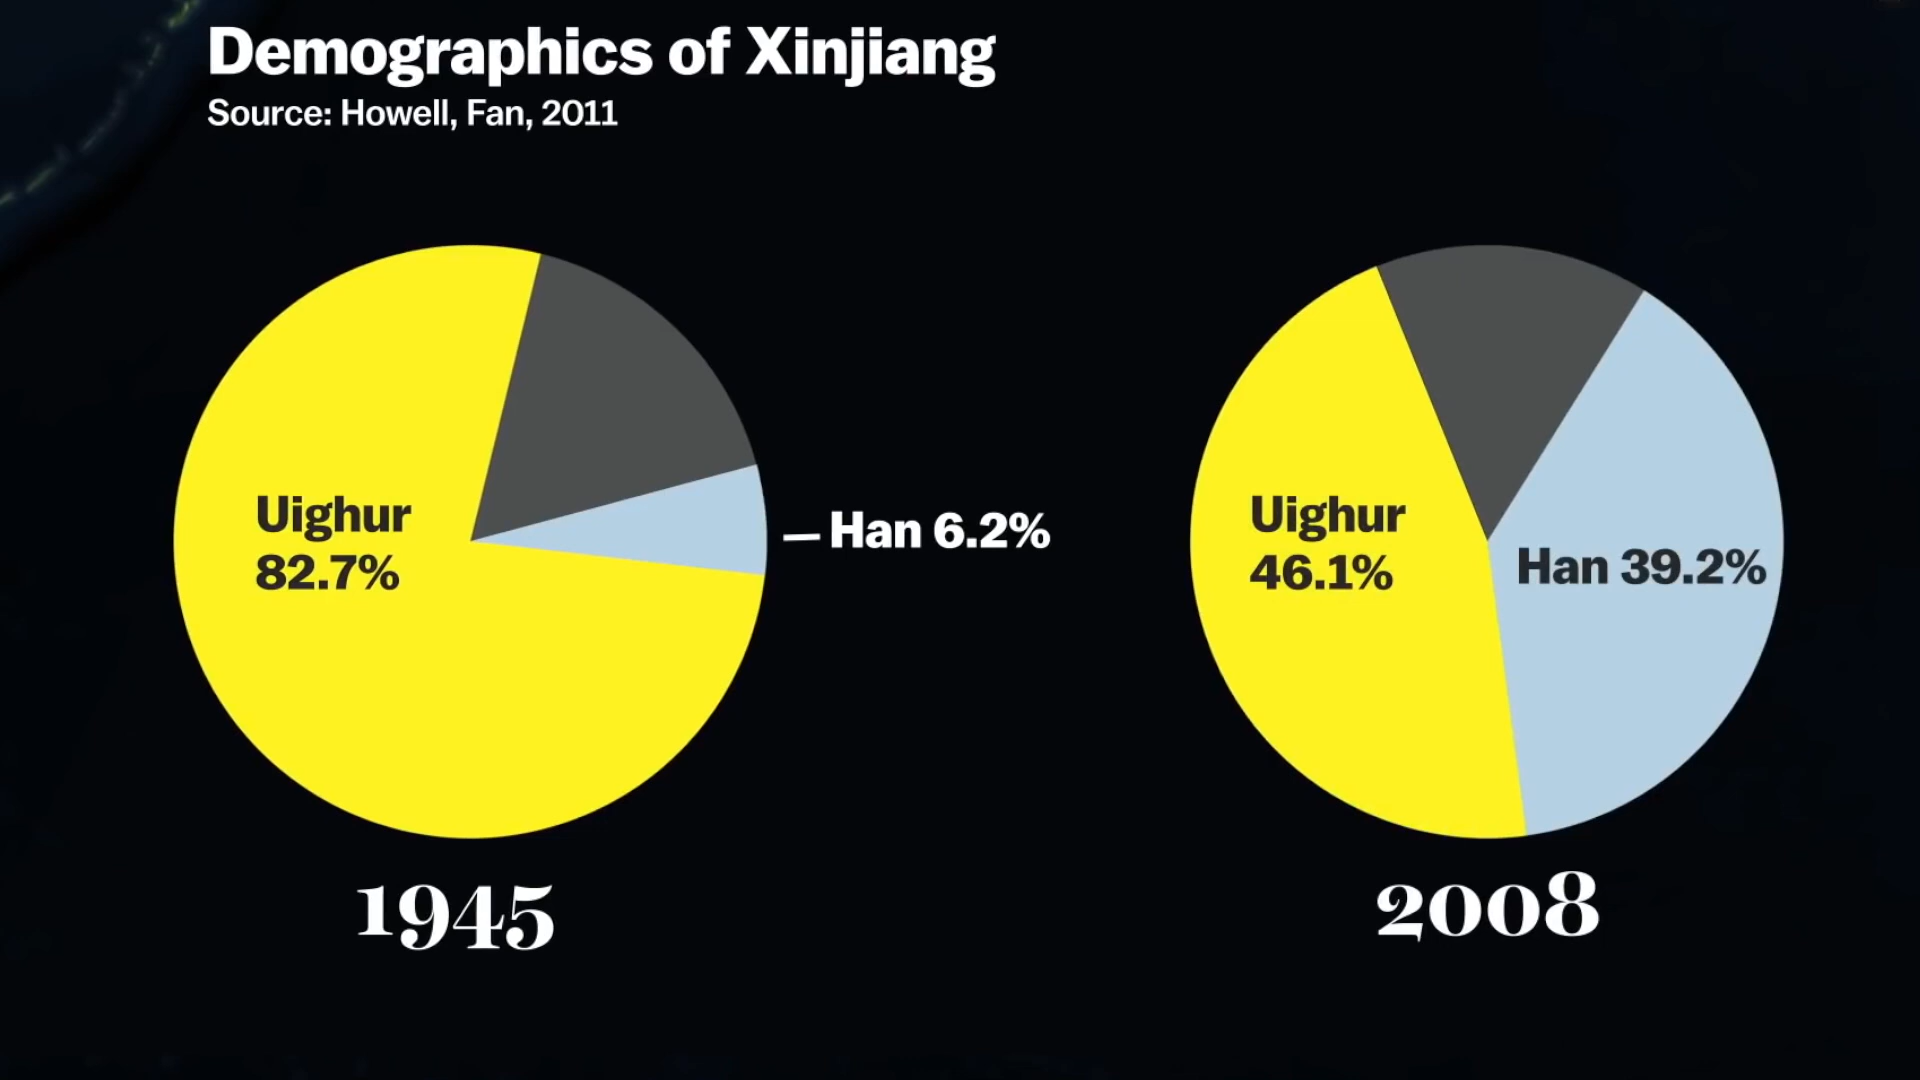 Demographics of Xinjiang
Source: Howell, Fan, 2011
Uighur
82.7%
Han 6.2%
1945
Uighur
46.1%
Han 39.2%
2008